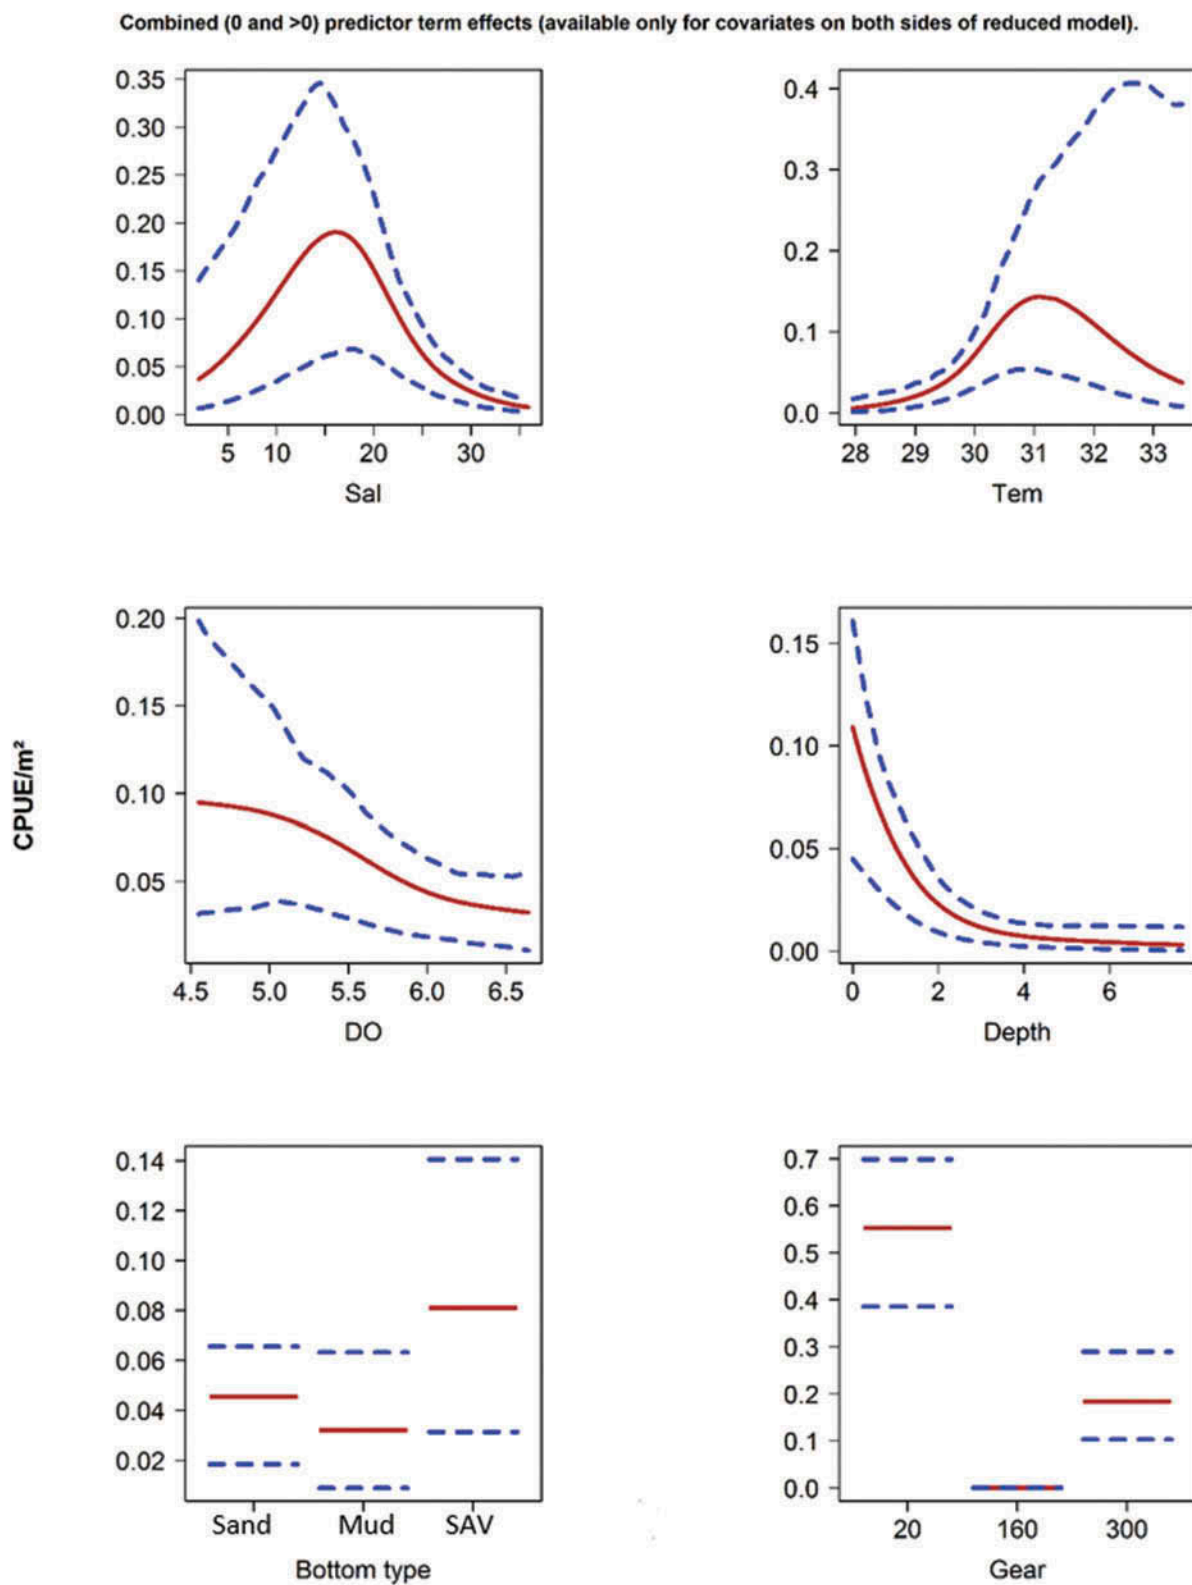 Combined (0 and >0) predictor term effects (available only for covariates on both sides of reduced model).
0.35
0.30
0.25
0.20
0.15
0.10
0.05
0.00
5 10 20 30
Sal
0.4
0.3
0.2
0.1
0.0
28 29 30 31 32 33
Tem
CPUE/m²
0.20
0.15
0.10
0.05
4.5 5.0 5.5 6.0 6.5
DO
0.15
0.10
0.05
0.00
0 2 4 6
Depth
0.14
0.12
0.10
0.08
0.06
0.04
0.02
Sand Mud SAV
Bottom type
0.7
0.6
0.5
0.4
0.3
0.2
0.1
0.0
20 160 300
Gear